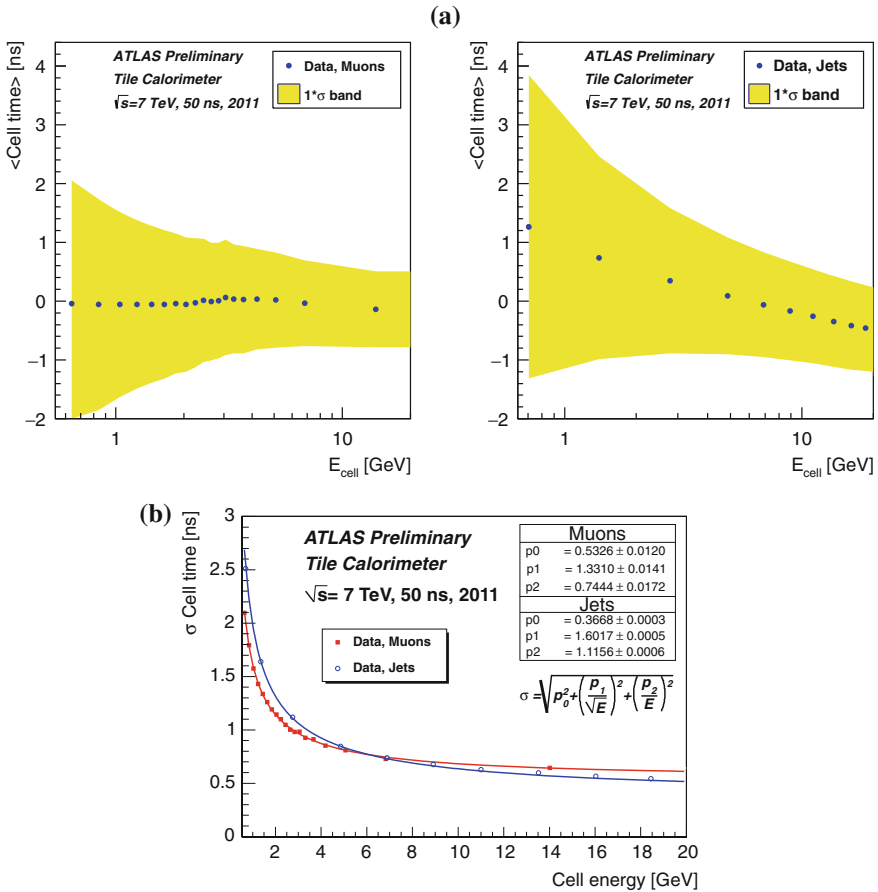 (a)
<Cell time> [ns]
4
3
2
1
0
−1
−2
ATLAS Preliminary
Tile Calorimeter
√s=7 TeV, 50 ns, 2011
Data, Muons
1*σ band
1
10
E_cell [GeV]
<Cell time> [ns]
4
3
2
1
0
−1
−2
ATLAS Preliminary
Tile Calorimeter
√s=7 TeV, 50 ns, 2011
Data, Jets
1*σ band
1
10
E_cell [GeV]
(b)
σ Cell time [ns]
3
2.5
2
1.5
1
0.5
0
ATLAS Preliminary
Tile Calorimeter
√s= 7 TeV, 50 ns, 2011
Data, Muons
Data, Jets
Muons
p0 = 0.5326 ± 0.0120
p1 = 1.3310 ± 0.0141
p2 = 0.7444 ± 0.0172
Jets
p0 = 0.3668 ± 0.0003
p1 = 1.6017 ± 0.0005
p2 = 1.1156 ± 0.0006
σ = √(p_0^2+(p_1/√E)^2+(p_2/E)^2)
2 4 6 8 10 12 14 16 18 20
Cell energy [GeV]